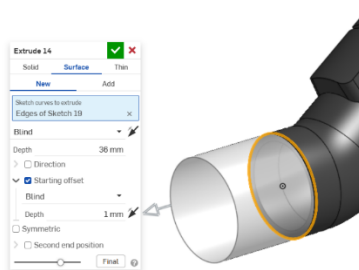 Extrude 14
Solid Surface Thin
New Add
Sketch curves to extrude
Edges of Sketch 19
Blind
Depth 36 mm
Direction
Starting offset
Blind
Depth 1 mm
Symmetric
Second end position
Final